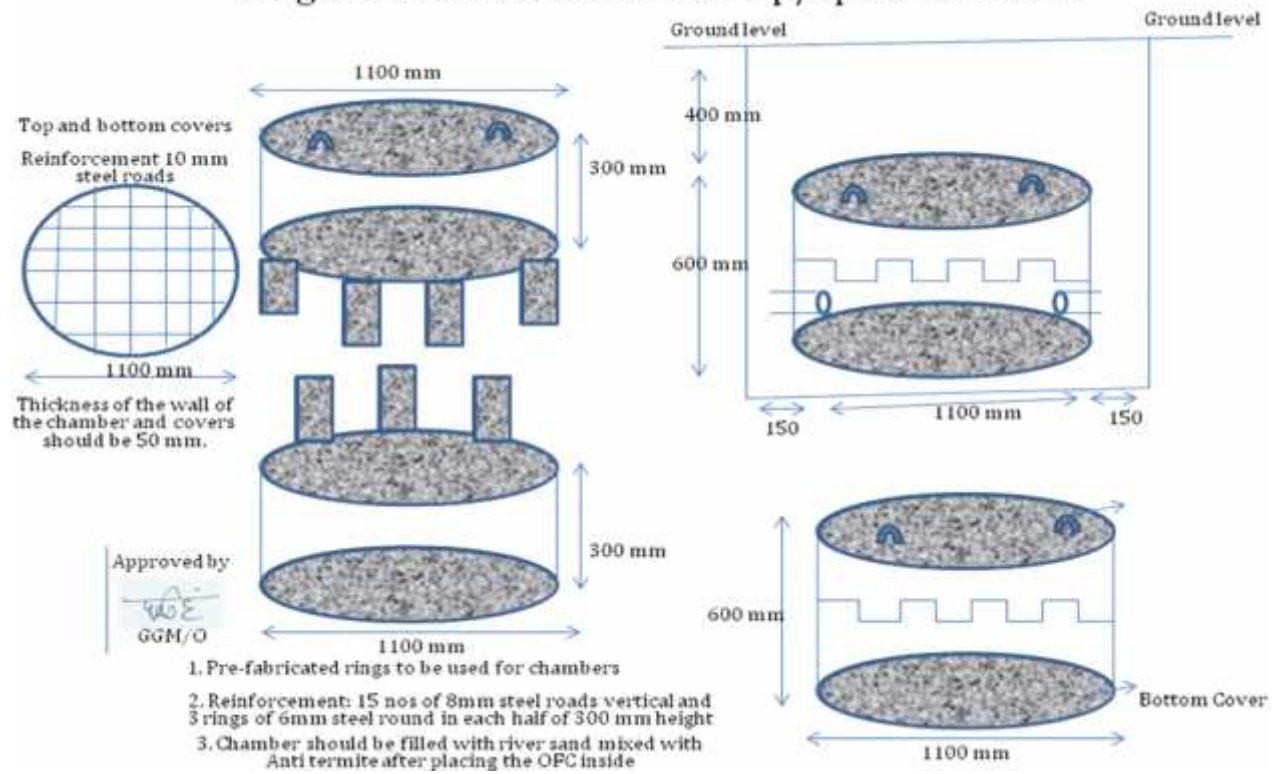 Ground level
Ground level
1100 mm
400 mm
Top and bottom covers
Reinforcement 10 mm
steel roads
300 mm
600 mm
1100 mm
Thickness of the wall of
the chamber and covers
should be 50 mm.
1100 mm
150
150
Approved by
GGM/O
300 mm
600 mm
1100 mm
Bottom Cover
1100 mm
1. Pre-fabricated rings to be used for chambers
2. Reinforcement: 15 nos of 8mm steel roads vertical and
3 rings of 6mm steel round in each half of 300 mm height
3. Chamber should be filled with river sand mixed with
Anti termite after placing the OFC inside